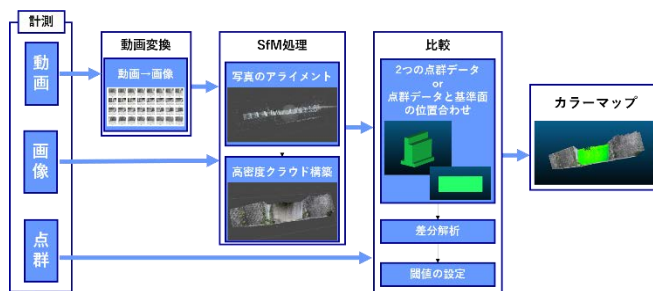 計測
動画
画像
点群
動画変換
動画→画像
SfM処理
写真のアライメント
高密度クラウド構築
比較
2つの点群データ
or
点群データと基準面
の位置合わせ
差分解析
閾値の設定
カラーマップ